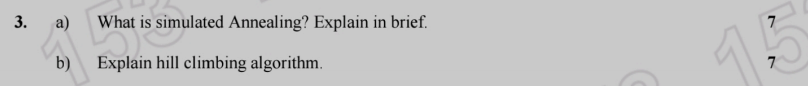 3. a) What is simulated Annealing? Explain in brief. 7
b) Explain hill climbing algorithm. 7